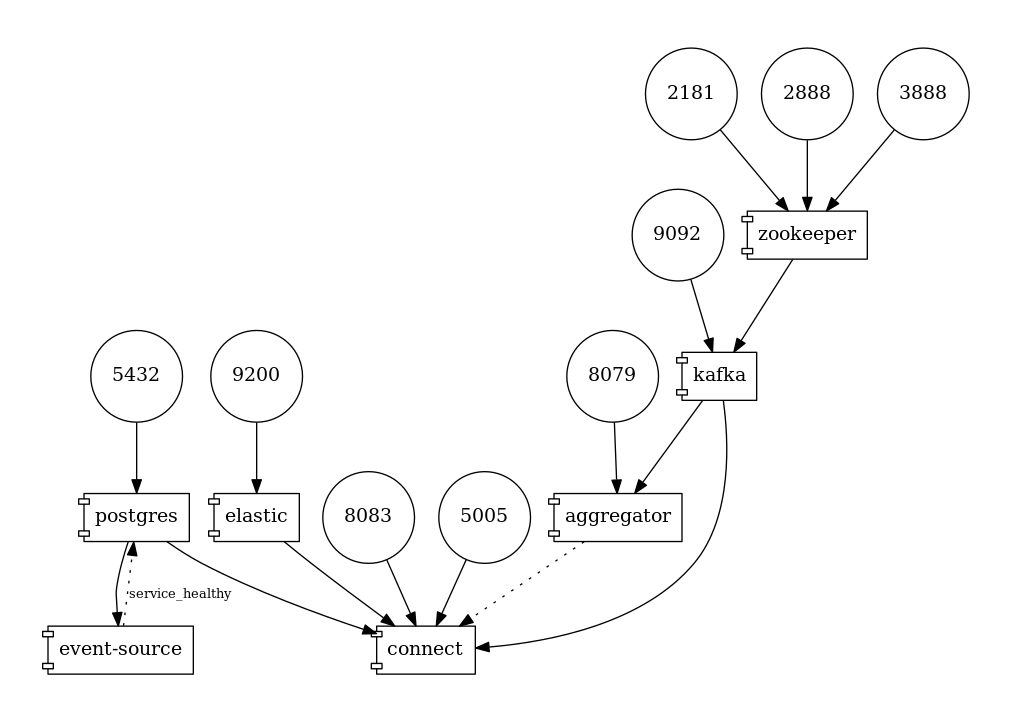 2181
2888
3888
9092
zookeeper
5432
9200
8079
kafka
postgres
elastic
8083
5005
aggregator
service_healthy
event-source
connect